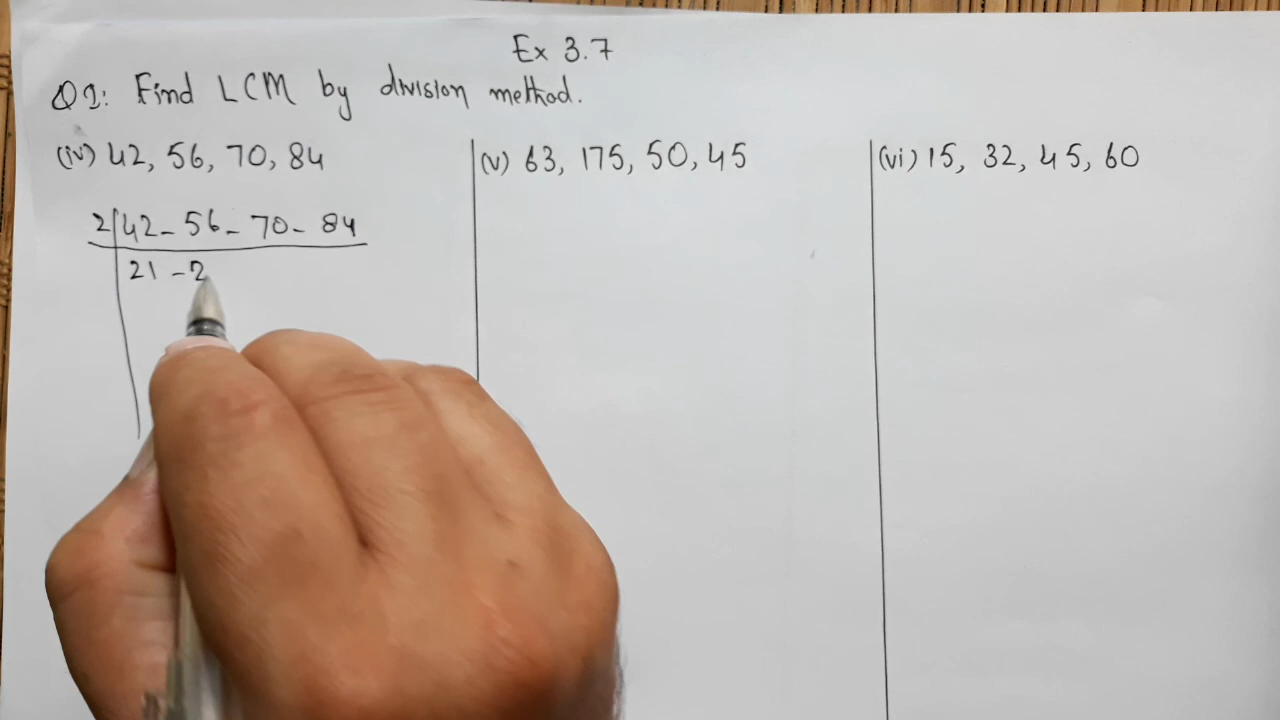 Ex 3.7
Q1: Find LCM by division method.
(iv) 42, 56, 70, 84
2 42 - 56 - 70 - 84
21 - 2
(v) 63, 175, 50, 45
(vi) 15, 32, 45, 60